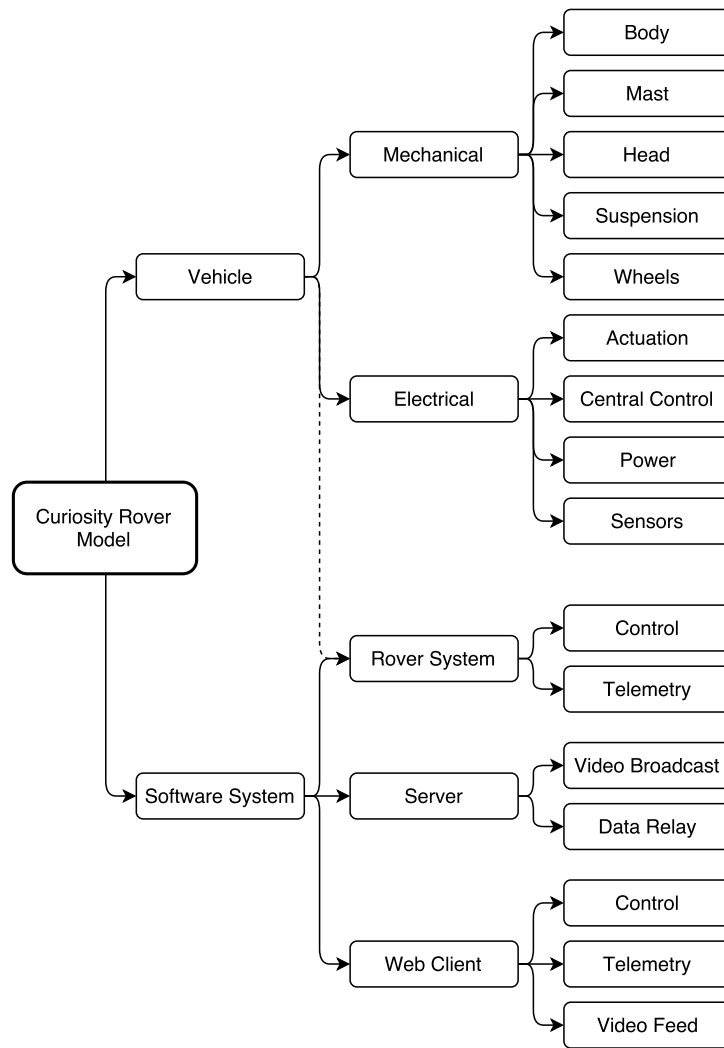 Body
Mast
Mechanical
Head
Suspension
Vehicle
Wheels
Actuation
Electrical
Central Control
Power
Curiosity Rover
Model
Sensors
Control
Rover System
Telemetry
Video Broadcast
Software System
Server
Data Relay
Control
Web Client
Telemetry
Video Feed